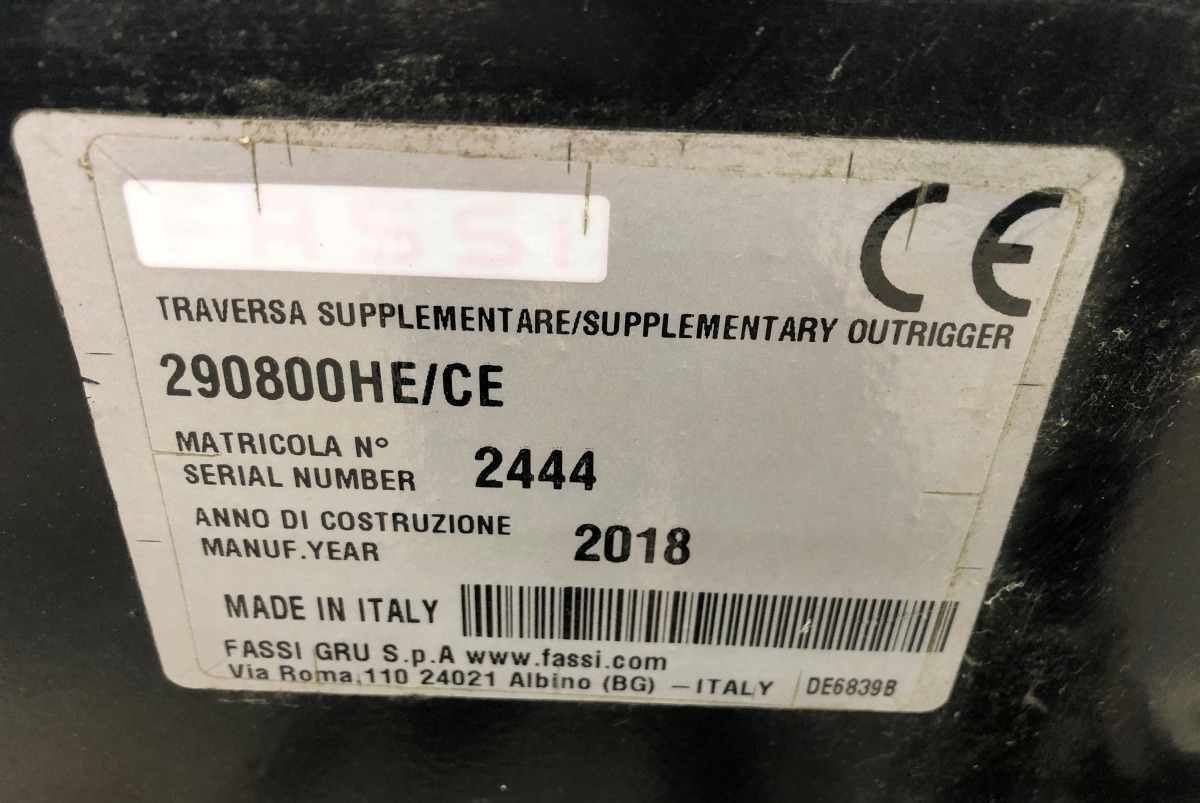 FASSI
CE
TRAVERSA SUPPLEMENTARE/SUPPLEMENTARY OUTRIGGER
290800HE/CE
MATRICOLA N°
SERIAL NUMBER 2444
ANNO DI COSTRUZIONE
MANUF.YEAR 2018
MADE IN ITALY
FASSI GRU S.p.A www.fassi.com
Via Roma,110 24021 Albino (BG) – ITALY DE6839B